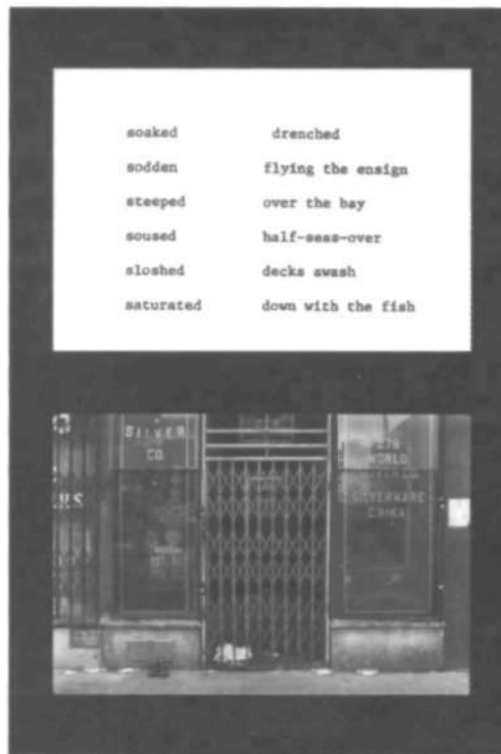 soaked drenched
sodden flying the ensign
steeped over the bay
soused half-seas-over
sloshed decks awash
saturated down with the fish
SILVER
CO.
WORLD
SILVERWARE
CHINA